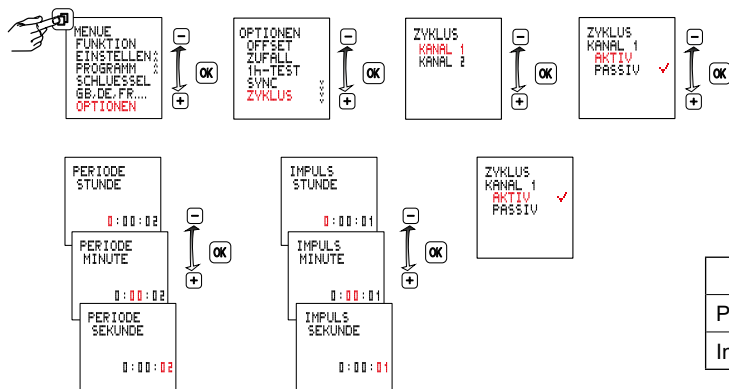 MENUE
FUNKTION
EINSTELLEN
PROGRAMM
SCHLUESSEL
GB,DE,FR....
OPTIONEN
-
OK
+
OPTIONEN
OFFSET
ZUFALL
1h-TEST
SYNC
ZYKLUS
-
OK
+
ZYKLUS
KANAL 1
KANAL 2
-
OK
+
ZYKLUS
KANAL 1
AKTIV
PASSIV ✓
-
OK
+
PERIODE
STUNDE
0:00:02
PERIODE
MINUTE
0:00:02
PERIODE
SEKUNDE
0:00:02
-
OK
+
IMPULS
STUNDE
0:00:01
IMPULS
MINUTE
0:00:01
IMPULS
SEKUNDE
0:00:01
-
OK
+
ZYKLUS
KANAL 1
AKTIV ✓
PASSIV